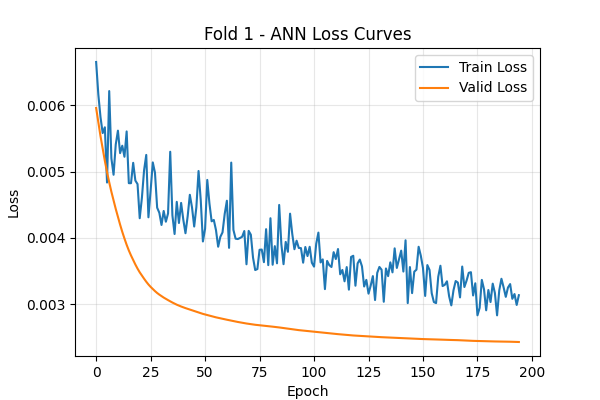 Fold 1 - ANN Loss Curves
Train Loss
Valid Loss
0.006
0.005
0.004
0.003
Loss
0 25 50 75 100 125 150 175 200
Epoch